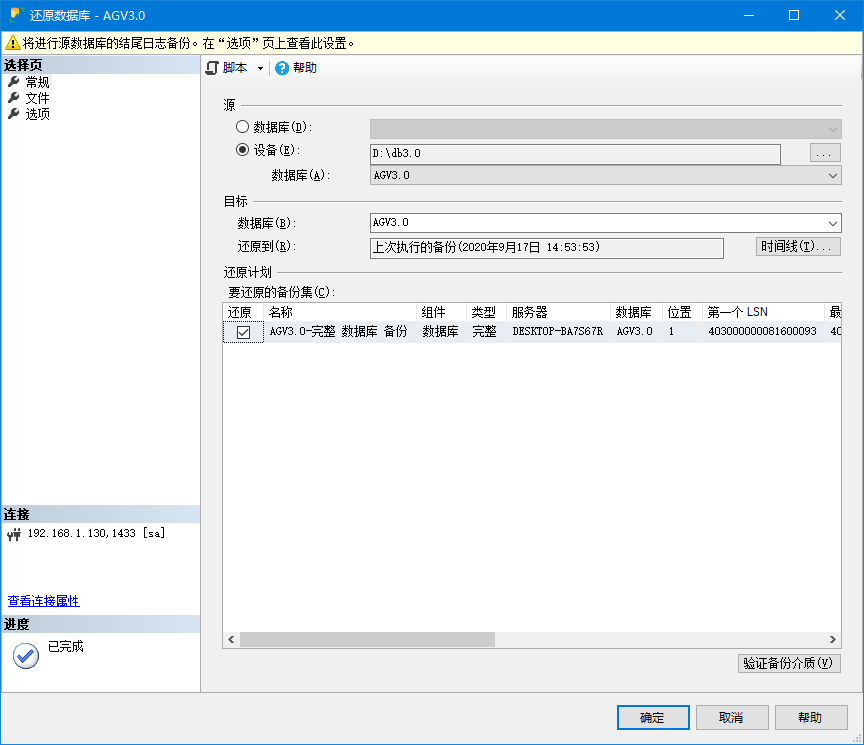 还原数据库 - AGV3.0
将进行源数据库的结尾日志备份。在“选项”页上查看此设置。
选择页
常规
文件
选项
脚本 帮助
源
数据库(D):
设备(E): D:\db3.0 ...
数据库(A): AGV3.0
目标
数据库(B): AGV3.0
还原到(R): 上次执行的备份(2020年9月17日 14:53:53) 时间线(T)...
还原计划
要还原的备份集(C):
还原 名称 组件 类型 服务器 数据库 位置 第一个 LSN 最
AGV3.0-完整 数据库 备份 数据库 完整 DESKTOP-BA7S67R AGV3.0 1 403000000081600093 40
连接
192.168.1.130,1433 [sa]
查看连接属性
进度
已完成
验证备份介质(V)
确定 取消 帮助